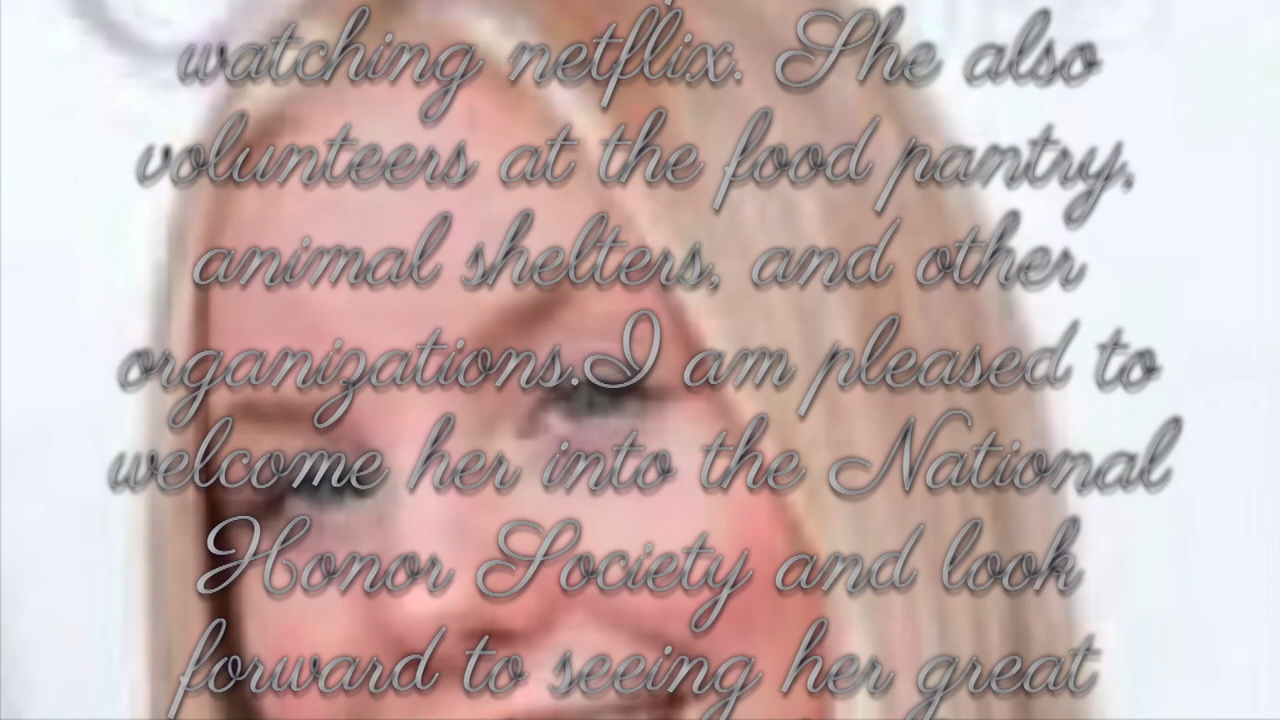 watching netflix. She also
volunteers at the food pantry,
animal shelters, and other
organizations.I am pleased to
welcome her into the National
Honor Society and look
forward to seeing her great